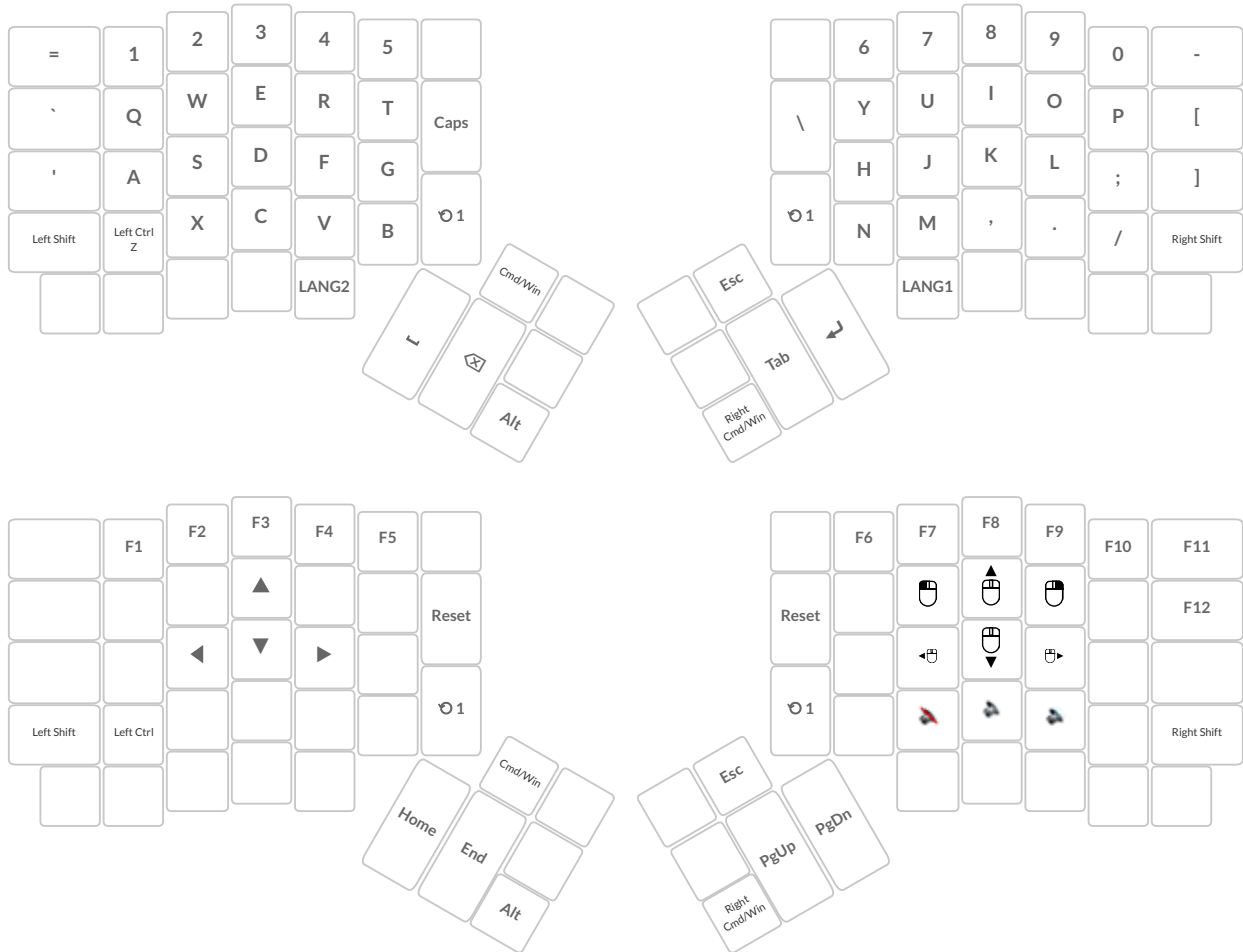 = 1 2 3 4 5 6 7 8 9 0 -
` Q W E R T Caps \ Y U I O P [
' A S D F G H J K L ; ]
Left Shift Left Ctrl X C V B ⟲ 1 ⟲ 1 N M , . / Right Shift
Z
LANG2 LANG1
Cmd/Win Esc
Tab
Alt Right
Cmd/Win
F1 F2 F3 F4 F5 F6 F7 F8 F9 F10 F11
Reset Reset F12
Left Shift Left Ctrl ⟲ 1 ⟲ 1 Right Shift
Cmd/Win Esc
Home End PgUp PgDn
Alt Right
Cmd/Win